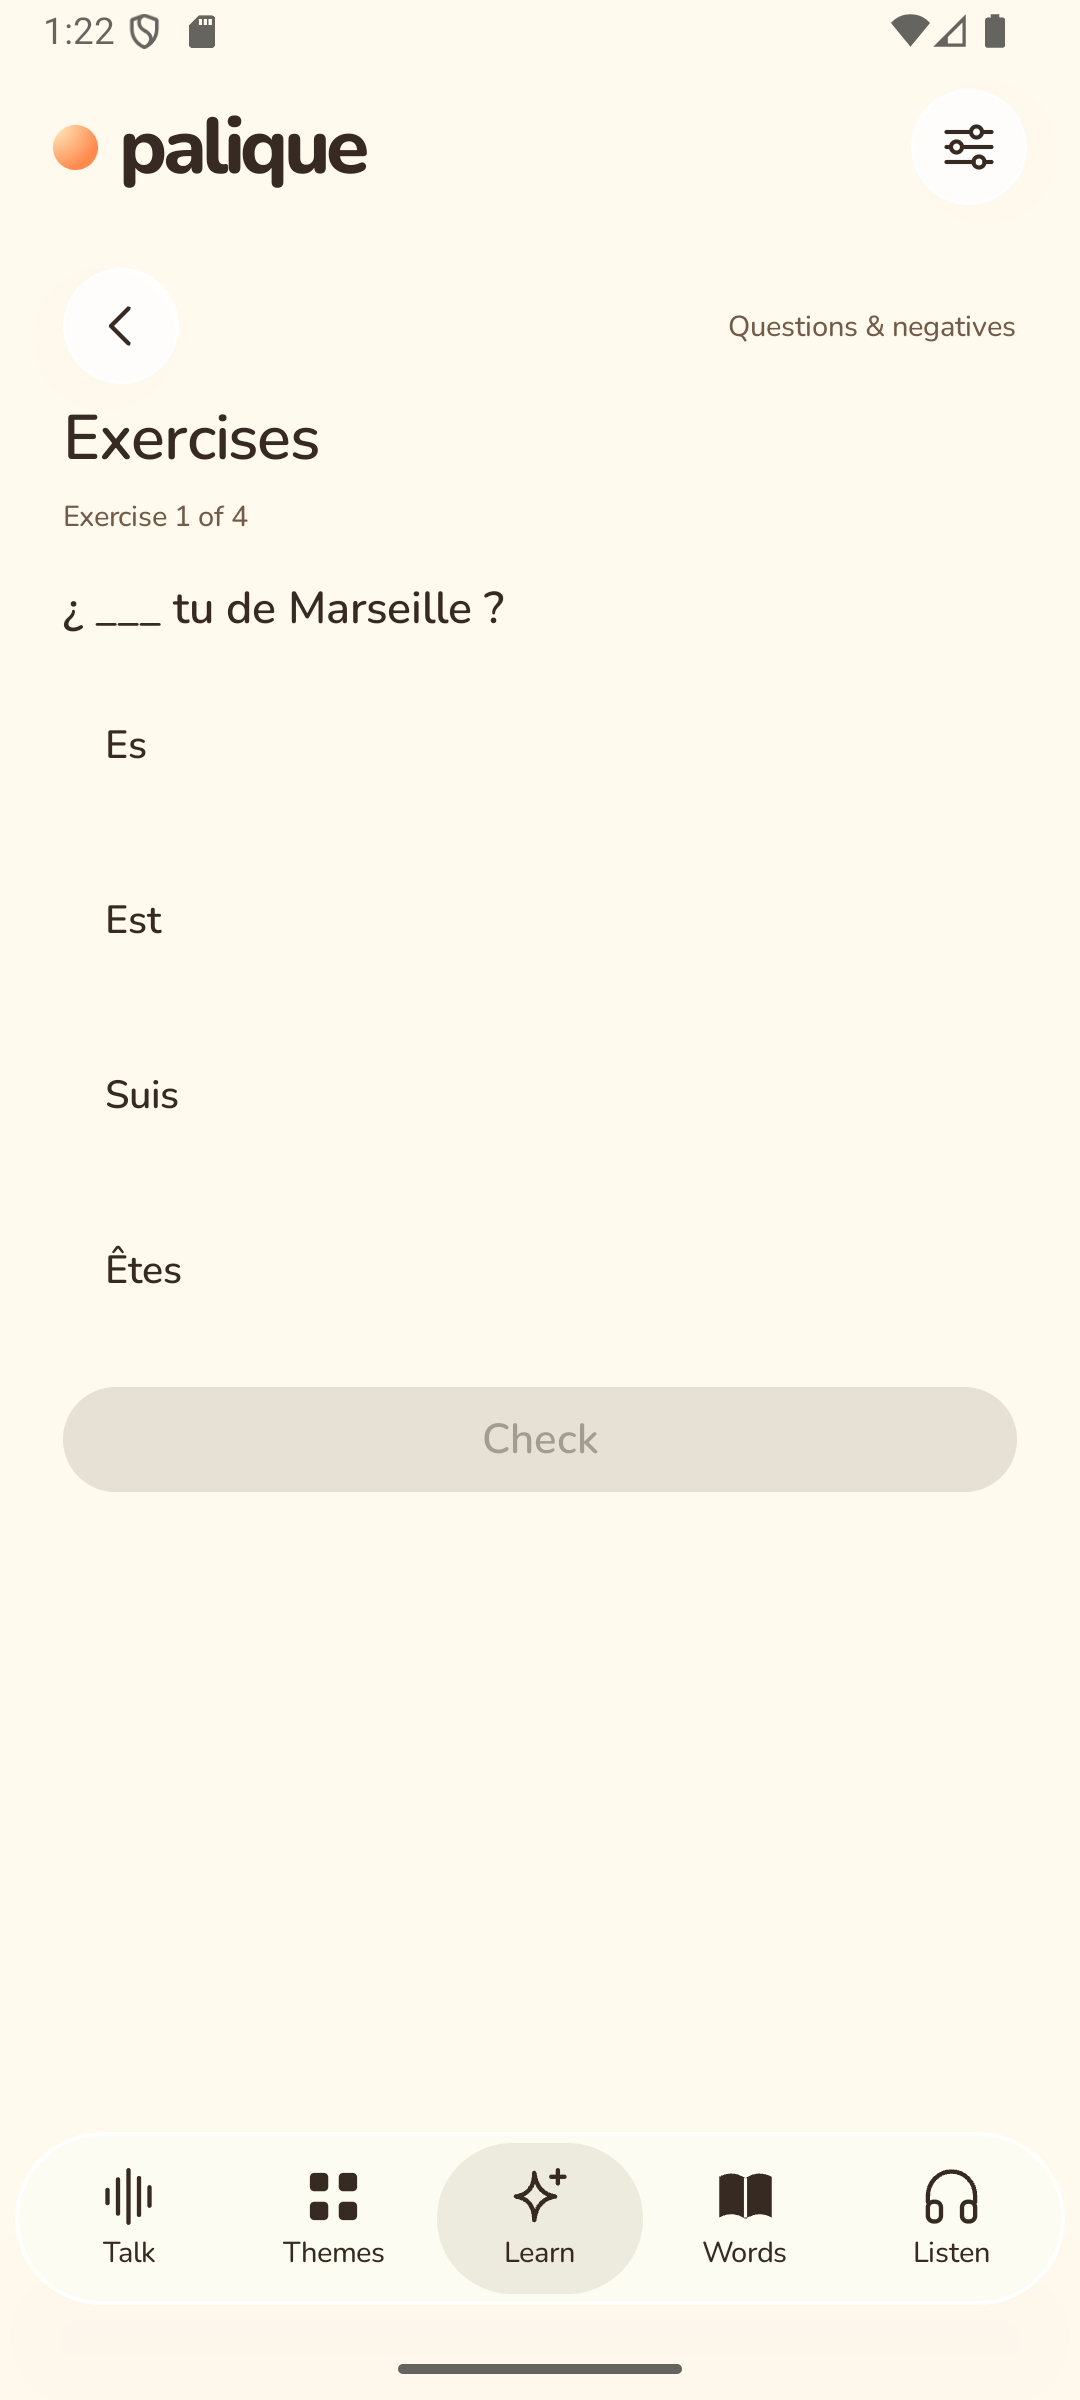 1:22
palique
Questions & negatives
Exercises
Exercise 1 of 4
¿ ___ tu de Marseille ?
Es
Est
Suis
Êtes
Check
Talk
Themes
Learn
Words
Listen